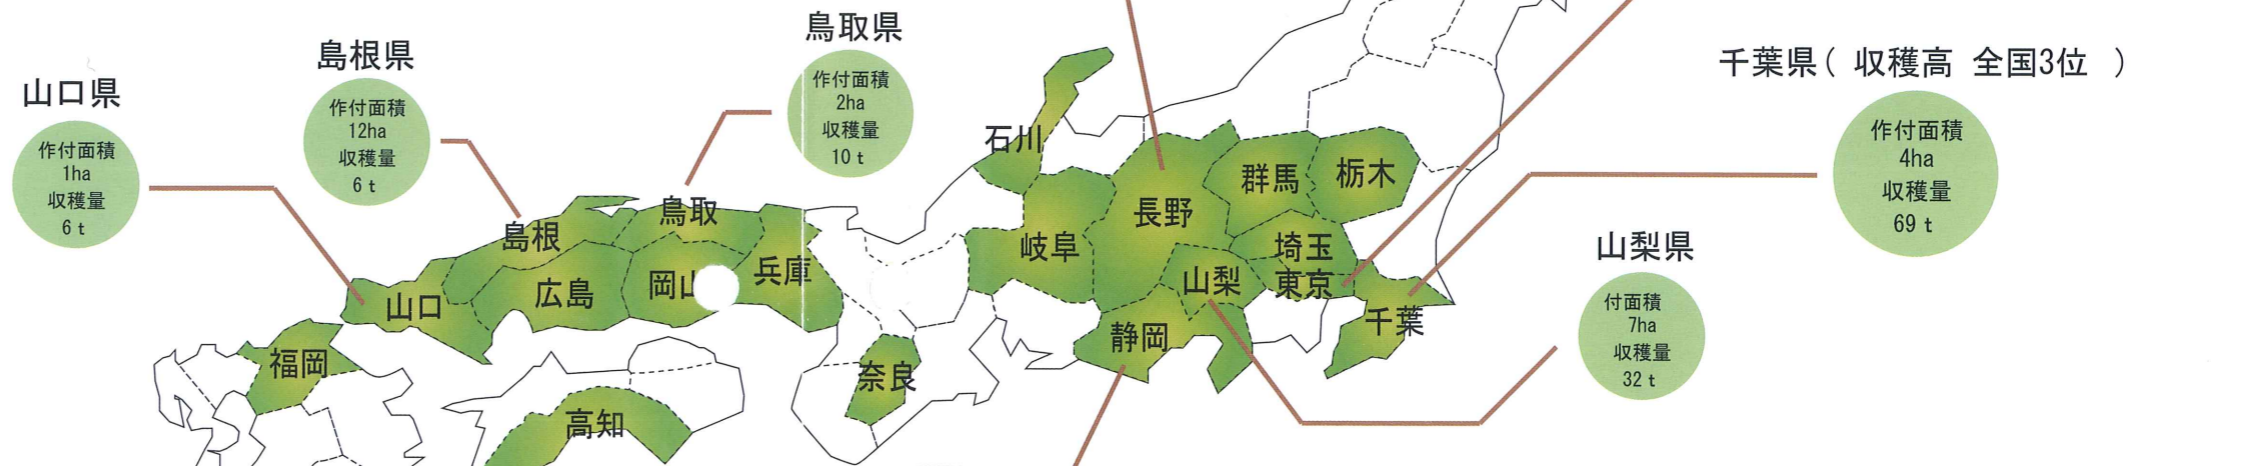 鳥取県
作付面積
2ha
収穫量
10 t
島根県
作付面積
12ha
収穫量
6 t
山口県
作付面積
1ha
収穫量
6 t
千葉県( 収穫高 全国3位 )
作付面積
4ha
収穫量
69 t
山梨県
付面積
7ha
収穫量
32 t
石川
群馬
栃木
長野
鳥取
島根
岐阜
埼玉
兵庫
岡山
広島
山口
山梨
東京
千葉
静岡
福岡
奈良
高知